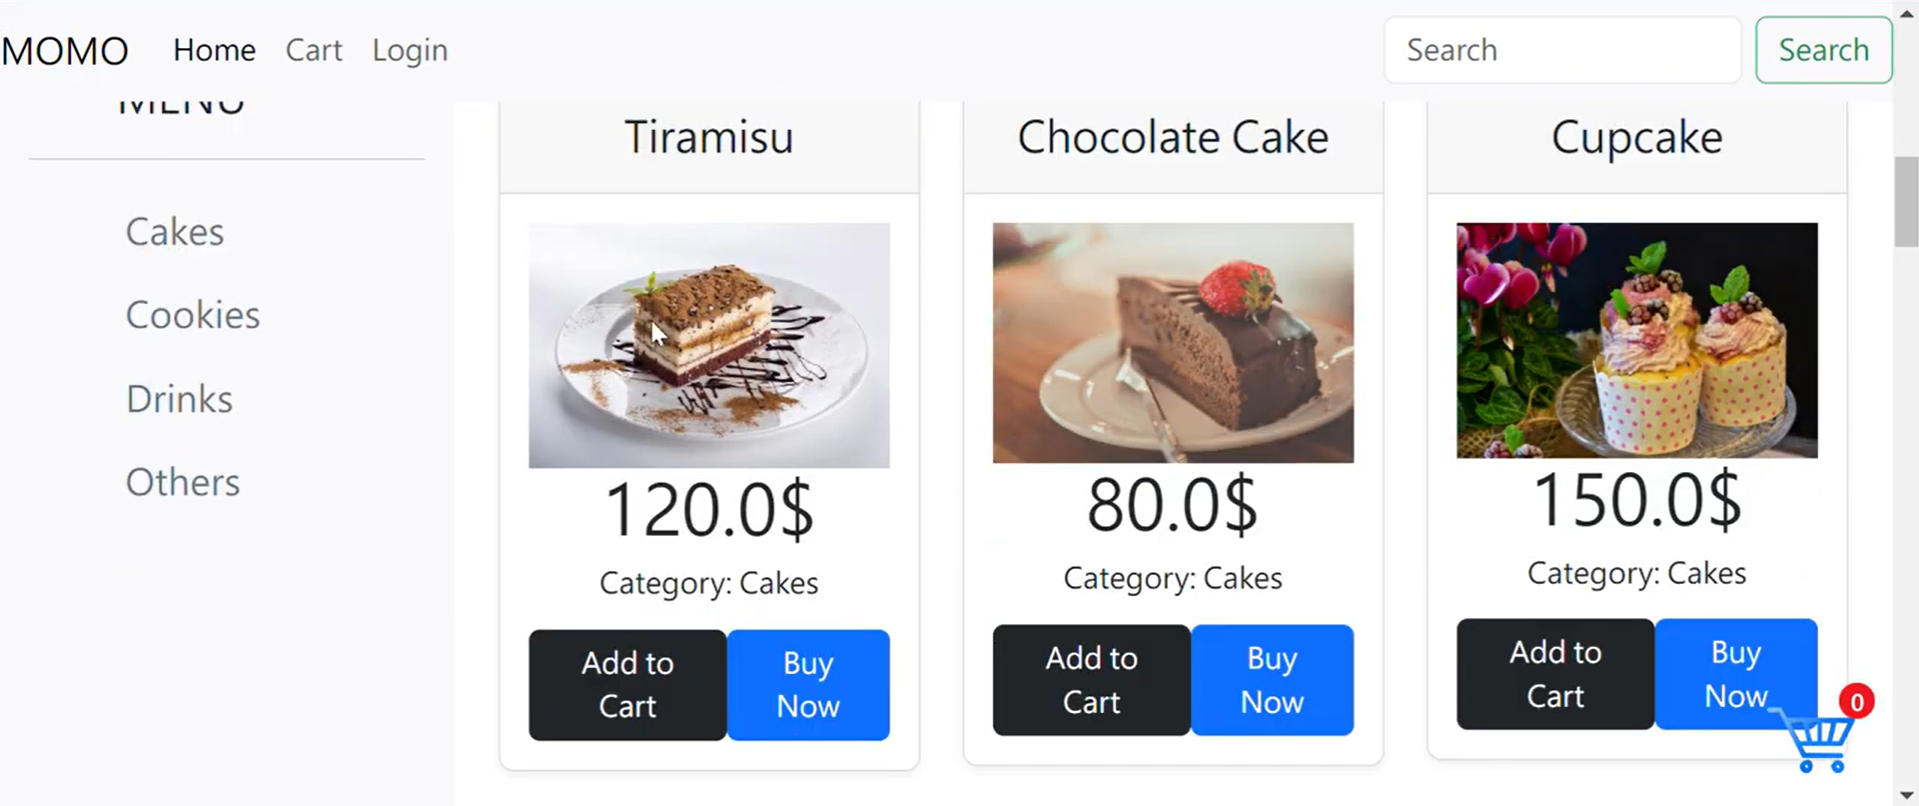 MOMO Home Cart Login Search Search
MENU
Cakes
Cookies
Drinks
Others
Tiramisu
120.0$
Category: Cakes
Add to
Cart
Buy
Now
Chocolate Cake
80.0$
Category: Cakes
Add to
Cart
Buy
Now
Cupcake
150.0$
Category: Cakes
Add to
Cart
Buy
Now
0